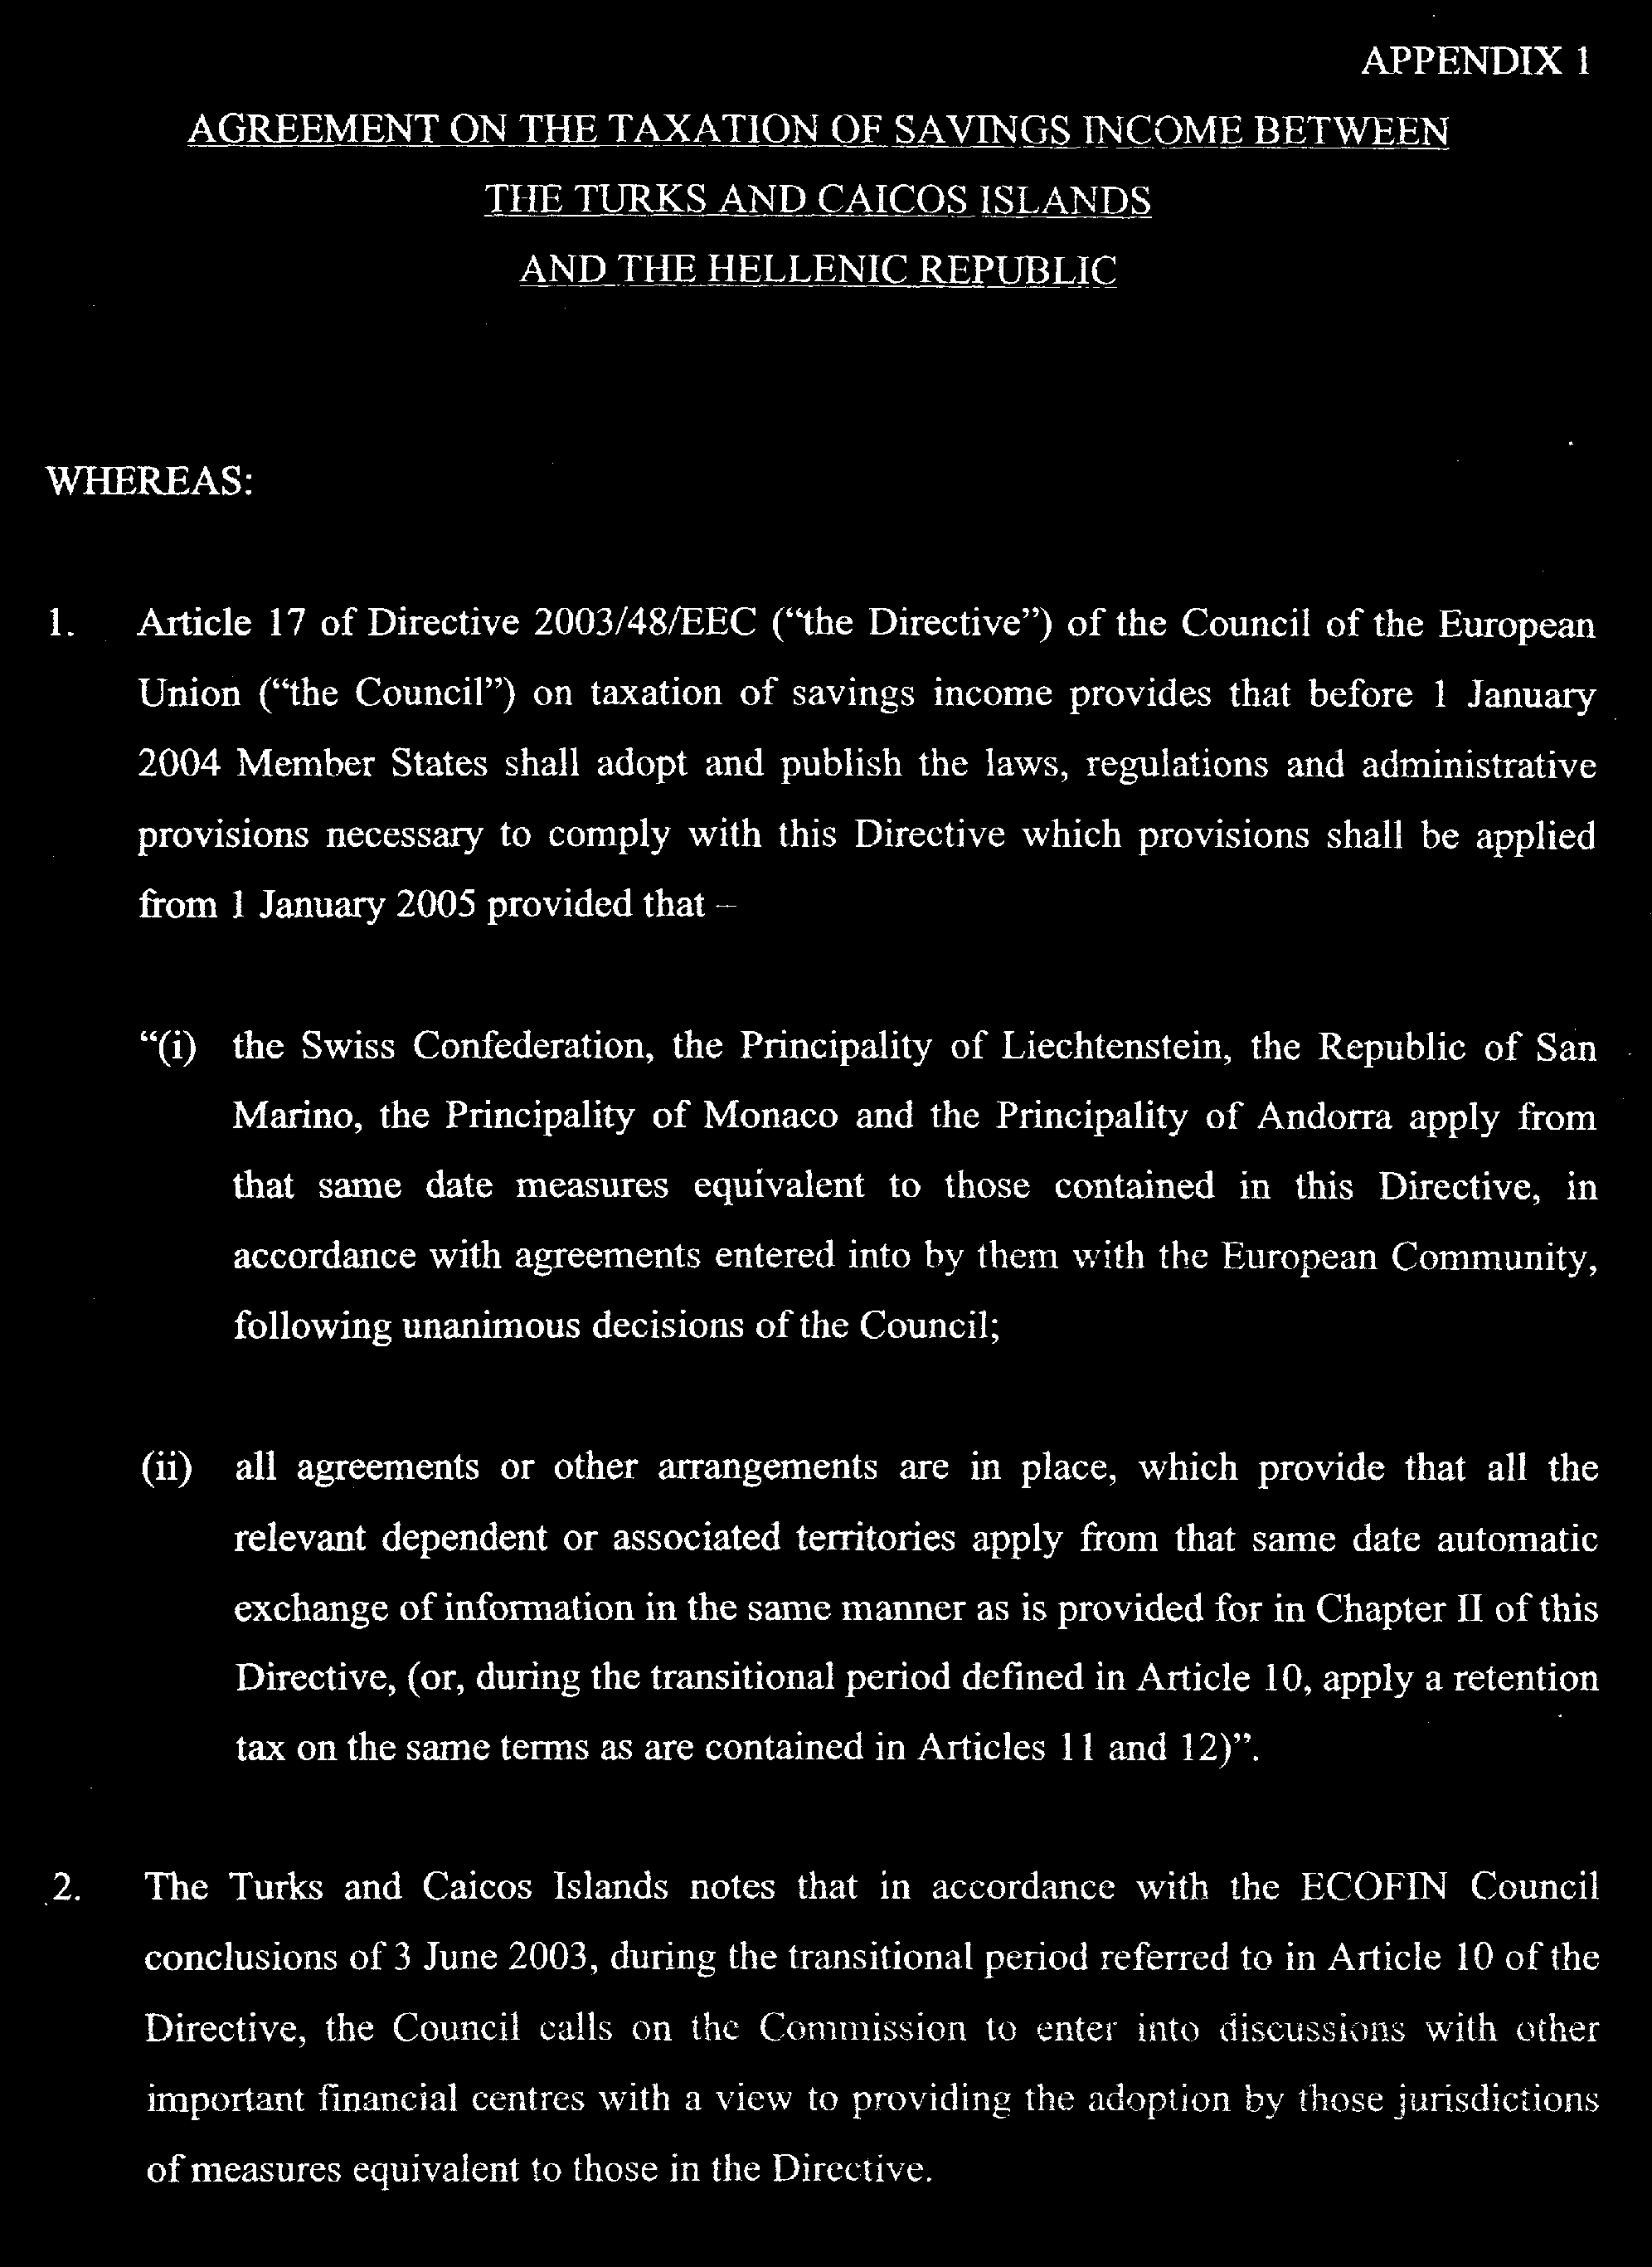 APPENDIX 1
AGREEMENT ON THE TAXATION OF SAVINGS INCOME BETWEEN
THE TURKS AND CAICOS ISLANDS
AND THE HELLENIC REPUBLIC
WHEREAS:
1. Article 17 of Directive 2003/48/EEC (“the Directive”) of the Council of the European
Union (“the Council”) on taxation of savings income provides that before 1 January
2004 Member States shall adopt and publish the laws, regulations and administrative
provisions necessary to comply with this Directive which provisions shall be applied
from 1 January 2005 provided that –
“(i) the Swiss Confederation, the Principality of Liechtenstein, the Republic of San
Marino, the Principality of Monaco and the Principality of Andorra apply from
that same date measures equivalent to those contained in this Directive, in
accordance with agreements entered into by them with the European Community,
following unanimous decisions of the Council;
(ii) all agreements or other arrangements are in place, which provide that all the
relevant dependent or associated territories apply from that same date automatic
exchange of information in the same manner as is provided for in Chapter II of this
Directive, (or, during the transitional period defined in Article 10, apply a retention
tax on the same terms as are contained in Articles 11 and 12)”.
2. The Turks and Caicos Islands notes that in accordance with the ECOFIN Council
conclusions of 3 June 2003, during the transitional period referred to in Article 10 of the
Directive, the Council calls on the Commission to enter into discussions with other
important financial centres with a view to providing the adoption by those jurisdictions
of measures equivalent to those in the Directive.